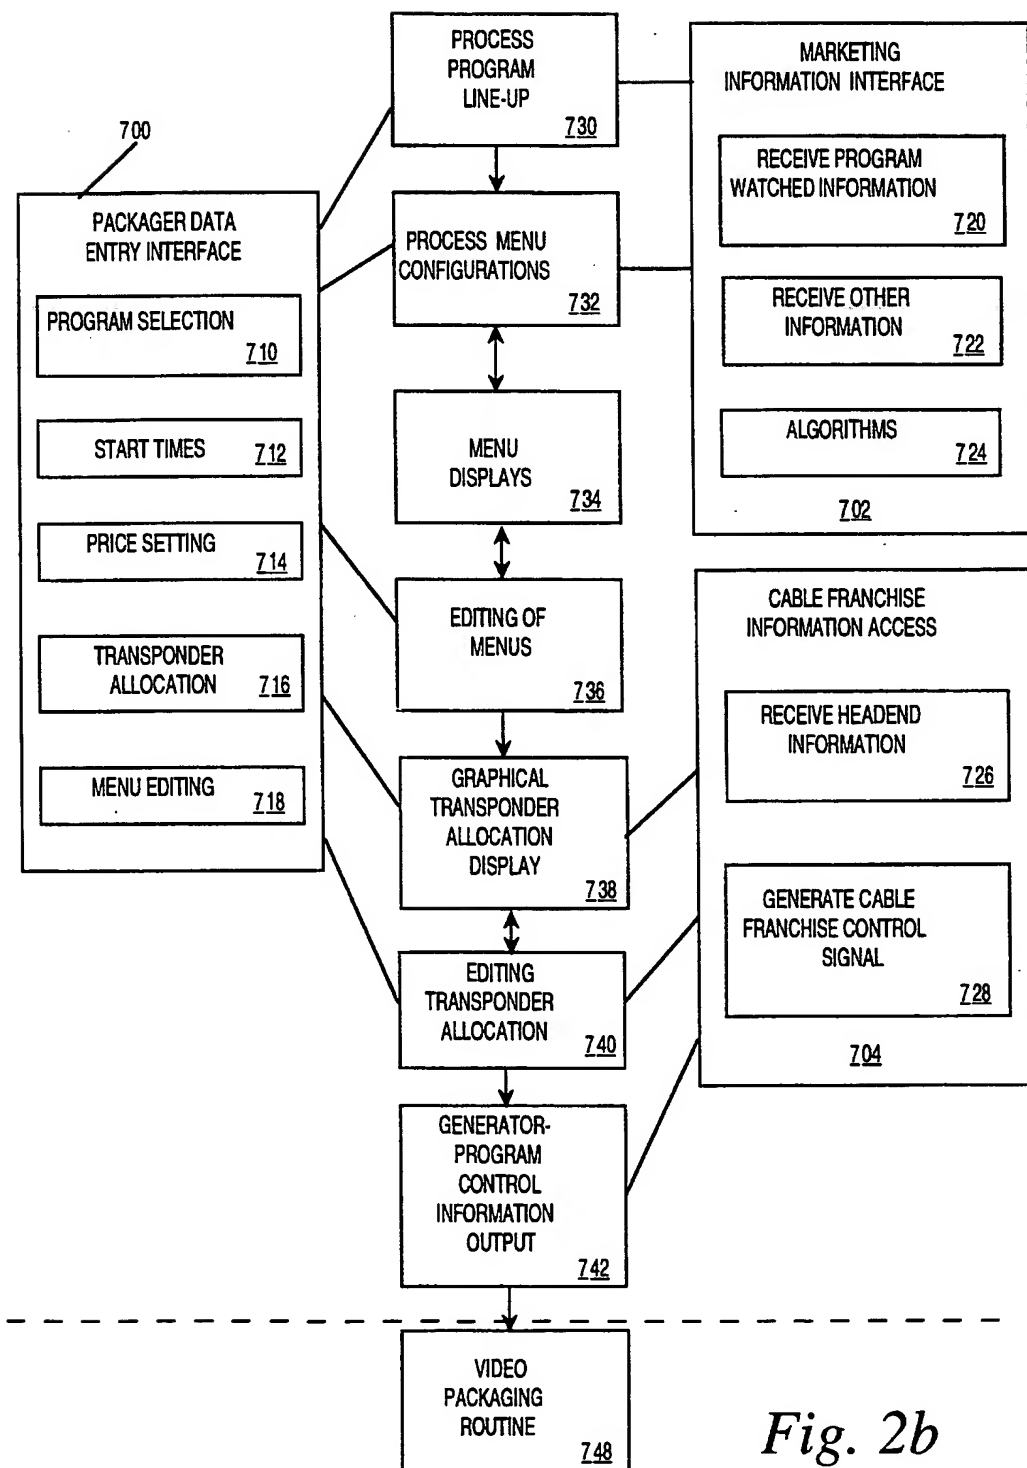 700
PACKAGER DATA
ENTRY INTERFACE
PROGRAM SELECTION
710
START TIMES
712
PRICE SETTING
714
TRANSPONDER
ALLOCATION
716
MENU EDITING
718
PROCESS
PROGRAM
LINE-UP
730
PROCESS MENU
CONFIGURATIONS
732
MENU
DISPLAYS
734
EDITING OF
MENUS
736
GRAPHICAL
TRANSPONDER
ALLOCATION
DISPLAY
738
EDITING
TRANSPONDER
ALLOCATION
740
GENERATOR-
PROGRAM
CONTROL
INFORMATION
OUTPUT
742
VIDEO
PACKAGING
ROUTINE
748
MARKETING
INFORMATION INTERFACE
RECEIVE PROGRAM
WATCHED INFORMATION
720
RECEIVE OTHER
INFORMATION
722
ALGORITHMS
724
702
CABLE FRANCHISE
INFORMATION ACCESS
RECEIVE HEADEND
INFORMATION
726
GENERATE CABLE
FRANCHISE CONTROL
SIGNAL
728
704
Fig. 2b